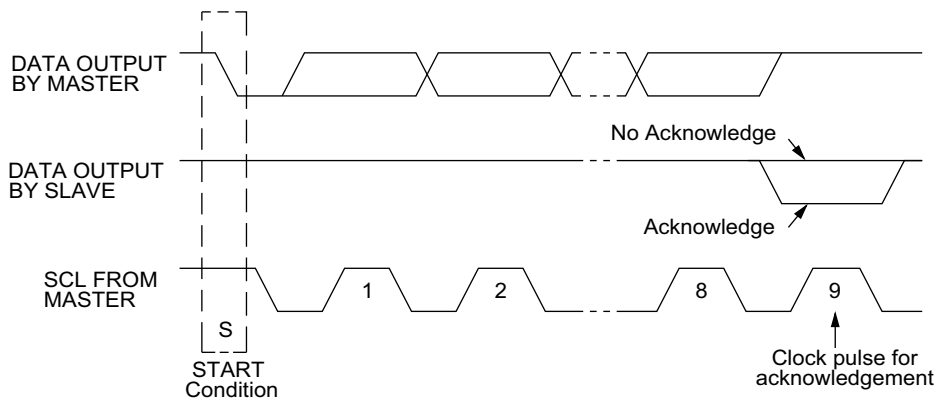 DATA OUTPUT
BY MASTER
No Acknowledge
DATA OUTPUT
BY SLAVE
Acknowledge
SCL FROM
MASTER
1
2
8
9
S
START
Condition
Clock pulse for
acknowledgement